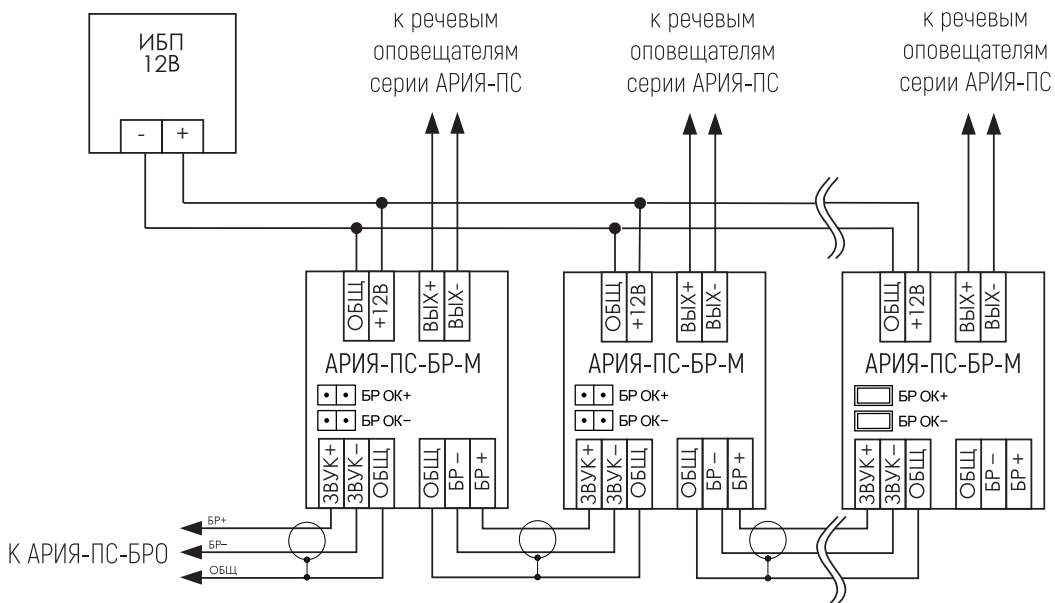 ИБП
12В
- +
к речевым
оповещателям
серии АРИЯ-ПС
к речевым
оповещателям
серии АРИЯ-ПС
к речевым
оповещателям
серии АРИЯ-ПС
ОБЩ
+12В
ВЫХ+
ВЫХ-
АРИЯ-ПС-БР-М
БР ОК+
БР ОК–
ЗВУК+
ЗВУК–
ОБЩ
ОБЩ
БР –
БР+
ОБЩ
+12В
ВЫХ+
ВЫХ-
АРИЯ-ПС-БР-М
БР ОК+
БР ОК–
ЗВУК+
ЗВУК–
ОБЩ
ОБЩ
БР –
БР+
ОБЩ
+12В
ВЫХ+
ВЫХ-
АРИЯ-ПС-БР-М
БР ОК+
БР ОК–
ЗВУК+
ЗВУК–
ОБЩ
ОБЩ
БР –
БР+
К АРИЯ-ПС-БРО
БР+
БР–
ОБЩ